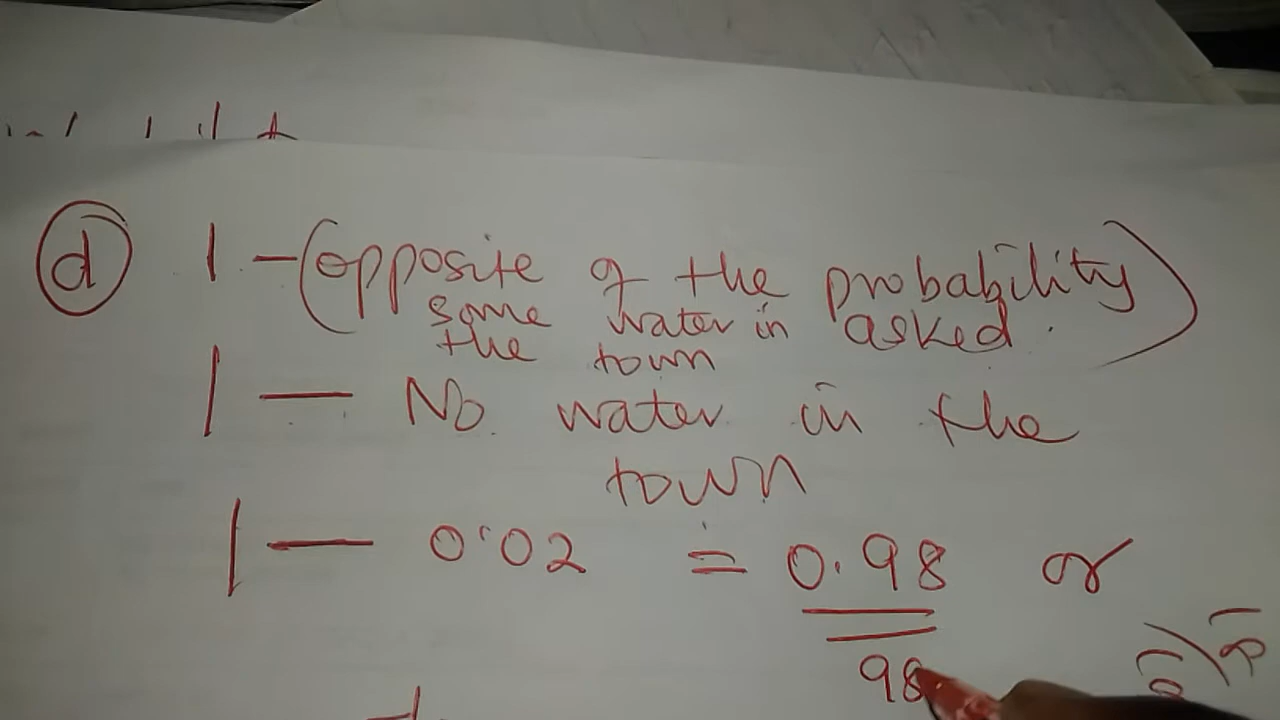 d 1 - (opposite of the probability
some water in asked.)
the town
1 - No water in the
town
1 - 0.02 = 0.98 or
98